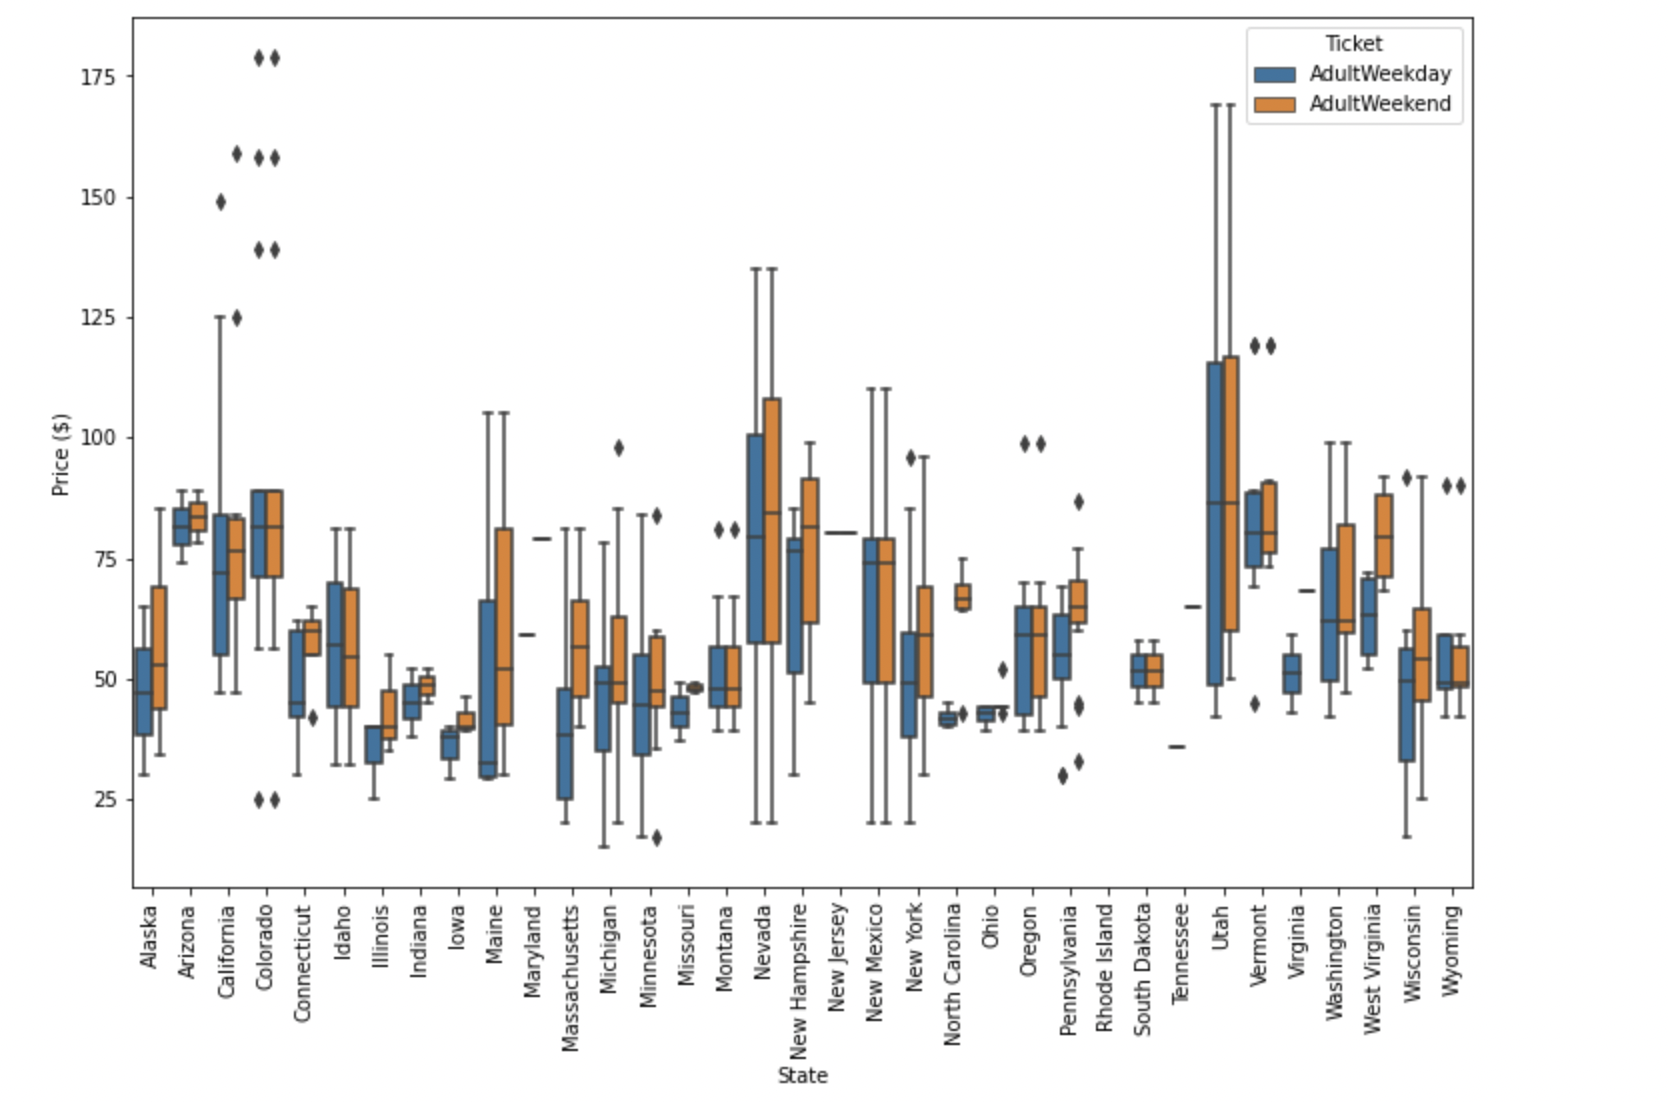 Ticket
AdultWeekday
AdultWeekend
Price ($)
175
150
125
100
75
50
25
Alaska
Arizona
California
Colorado
Connecticut
Idaho
Illinois
Indiana
Iowa
Maine
Maryland
Massachusetts
Michigan
Minnesota
Missouri
Montana
Nevada
New Hampshire
New Jersey
New Mexico
New York
North Carolina
Ohio
Oregon
Pennsylvania
Rhode Island
South Dakota
Tennessee
Utah
Vermont
Virginia
Washington
West Virginia
Wisconsin
Wyoming
State